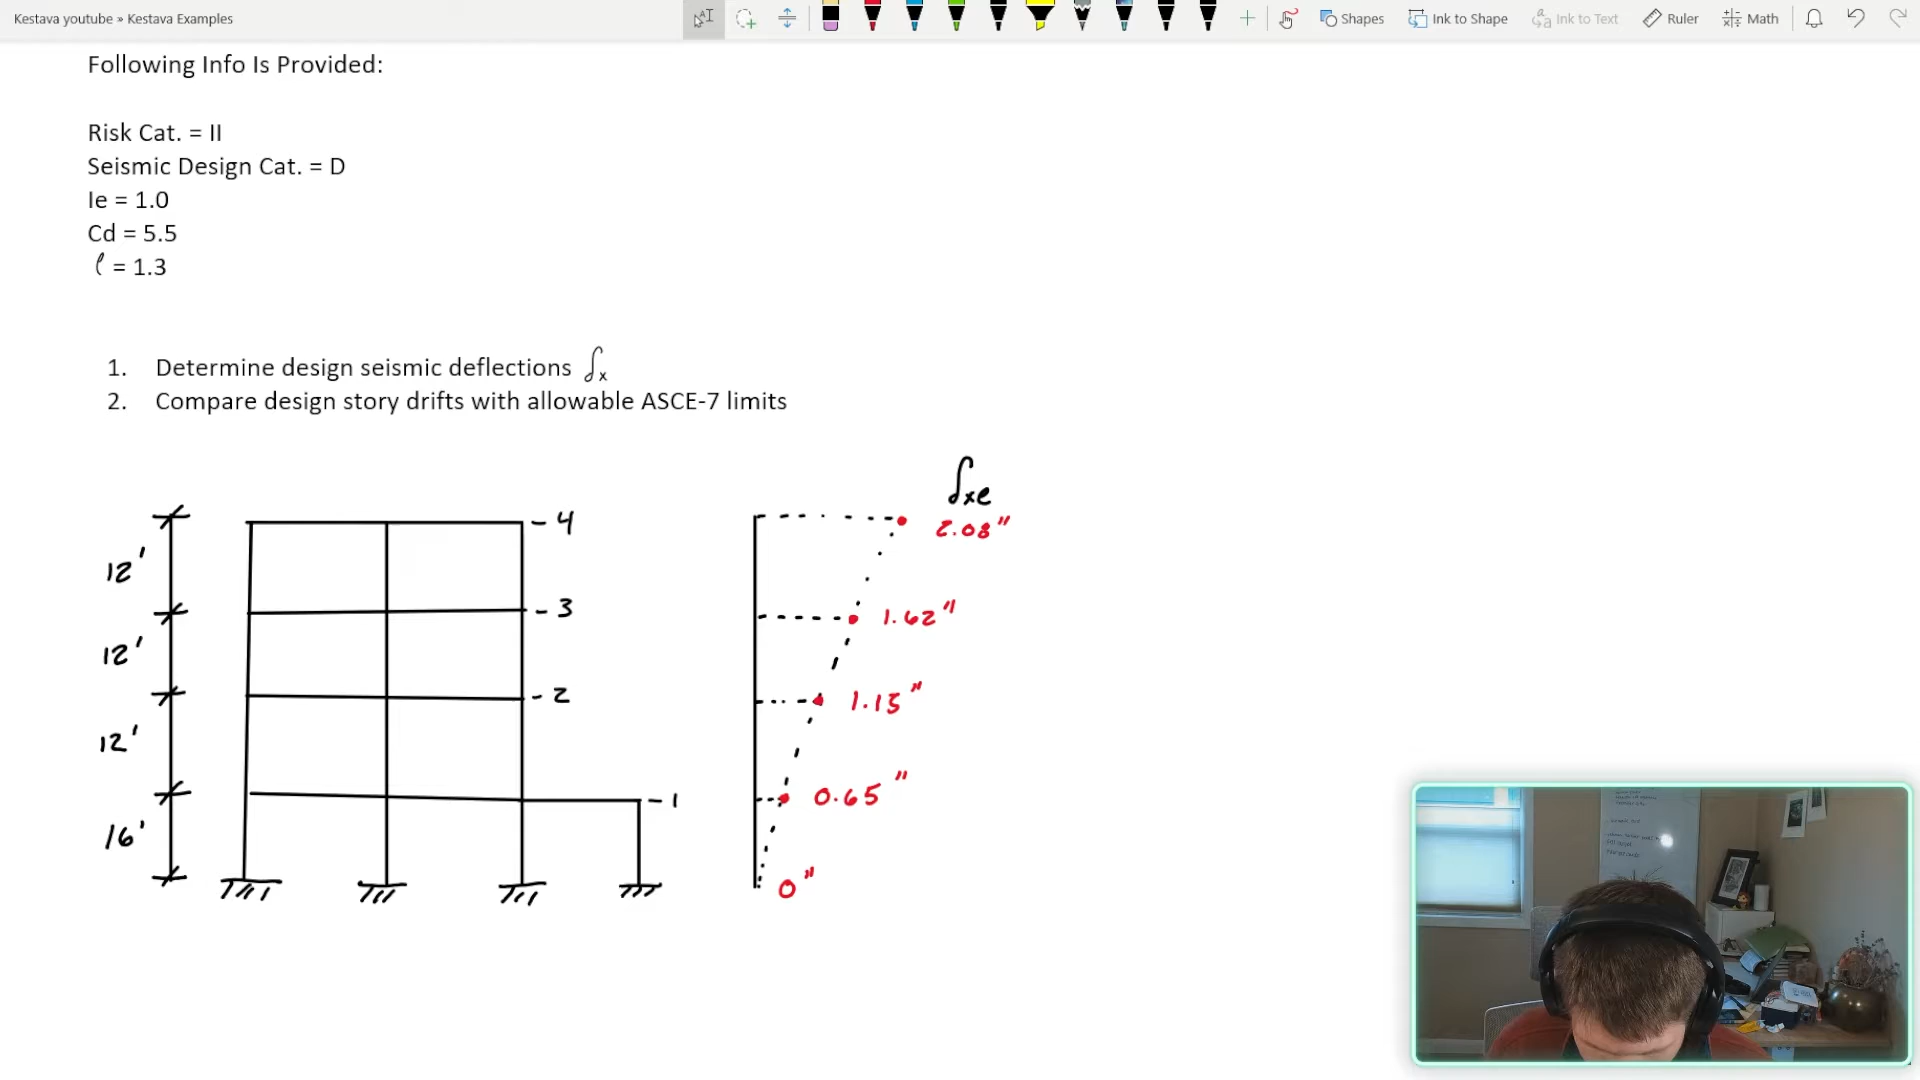 Kestava youtube » Kestava Examples
Shapes
Ink to Shape
Ink to Text
Ruler
Math
Following Info Is Provided:
Risk Cat. = II
Seismic Design Cat. = D
Ie = 1.0
Cd = 5.5
ρ = 1.3
1. Determine design seismic deflections δx
2. Compare design story drifts with allowable ASCE-7 limits
δxe
- 4
2.08"
12'
- 3
1.62"
12'
- 2
1.15"
12'
- 1
0.65"
16'
0"